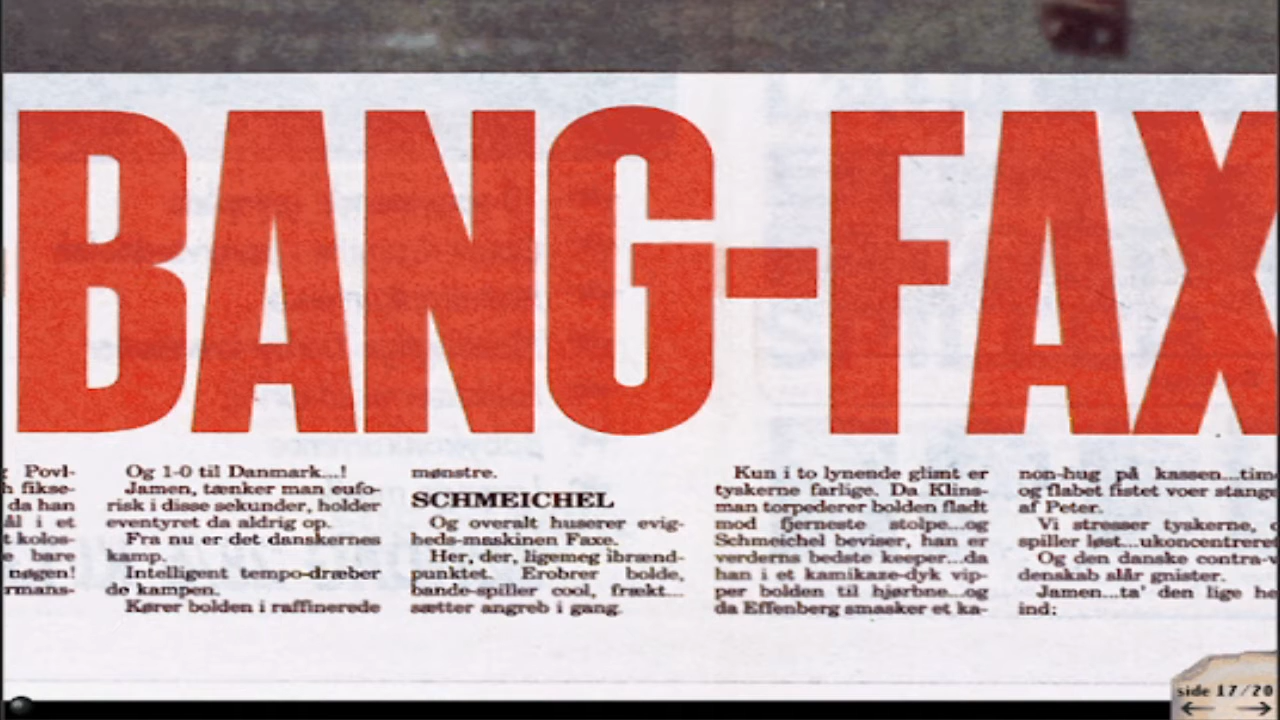 BANG-FAX
Povl-
fikse-
da han
ål i et
kolos-
bare
nøgen!
rmans-
Og 1-0 til Danmark...!
Jamen, tænker man eufo-
risk i disse sekunder, holder
eventyret da aldrig op.
Fra nu er det danskernes
kamp.
Intelligent tempo-dræber
de kampen.
Kører bolden i raffinerede
mønstre.
SCHMEICHEL
Og overalt huserer evig-
heds-maskinen Faxe.
Her, der, ligemeg ibrænd-
punktet. Erobrer bolde,
bande-spiller cool, frækt...
sætter angreb i gang.
Kun i to lynende glimt er
tyskerne farlige. Da Klins-
man torpederer bolden fladt
mod fjerneste stolpe...og
Schmeichel beviser, han er
verderns bedste keeper...da
han i et kamikaze-dyk vip-
per bolden til hjørbne...og
da Effenberg smasker et ka-
non-hug på kassen...tim
og flabet fistet voer stange
af Peter.
Vi stresser tyskerne,
spiller løst...ukoncentreret
Og den danske contra-v
denskab slår gnister.
Jamen...ta' den lige he
ind:
side 17/20